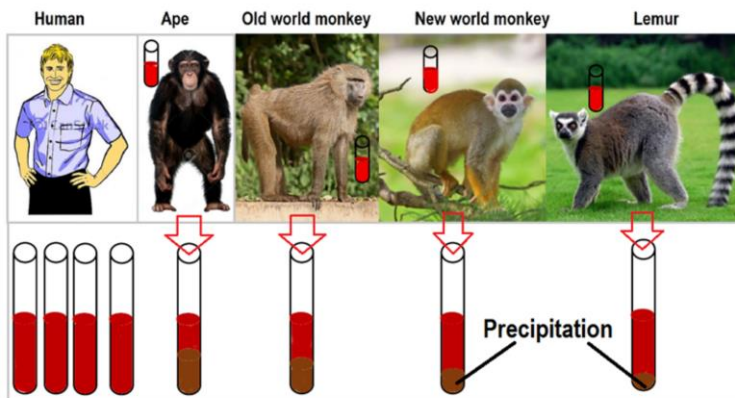 Human
Ape
Old world monkey
New world monkey
Lemur
Precipitation